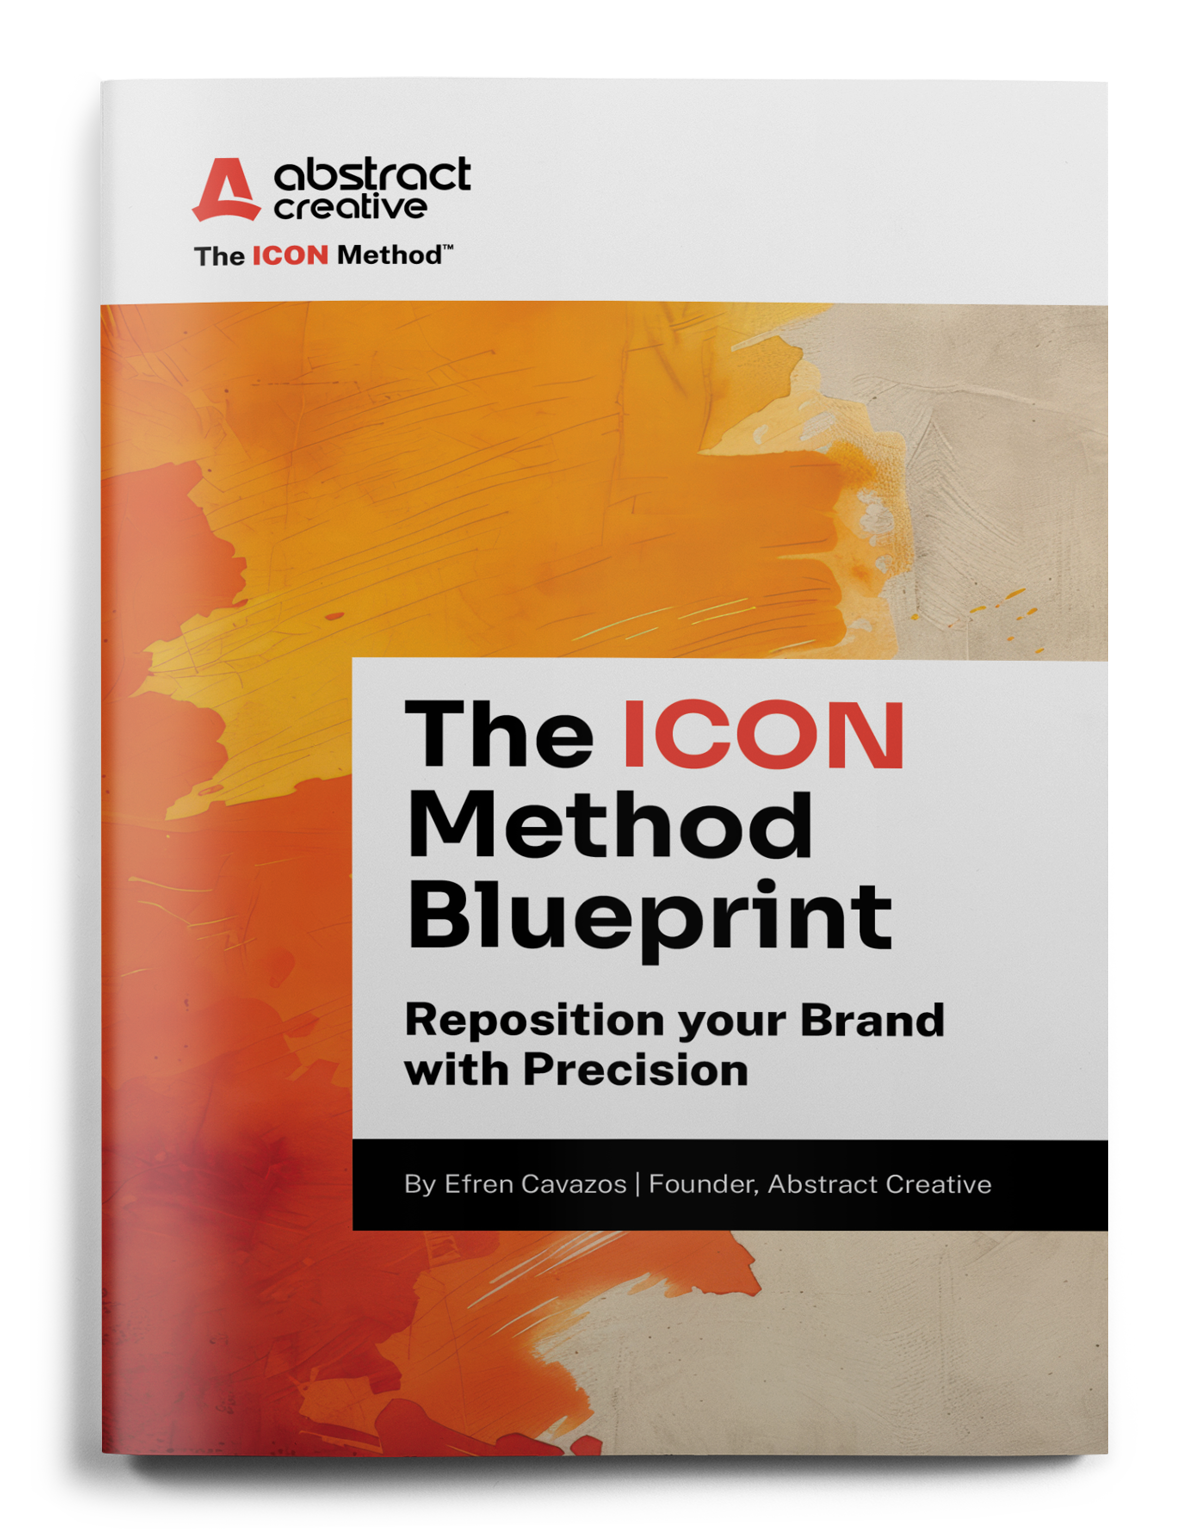 abstract
creative
The ICON Method™
The ICON
Method
Blueprint
Reposition your Brand
with Precision
By Efren Cavazos | Founder, Abstract Creative